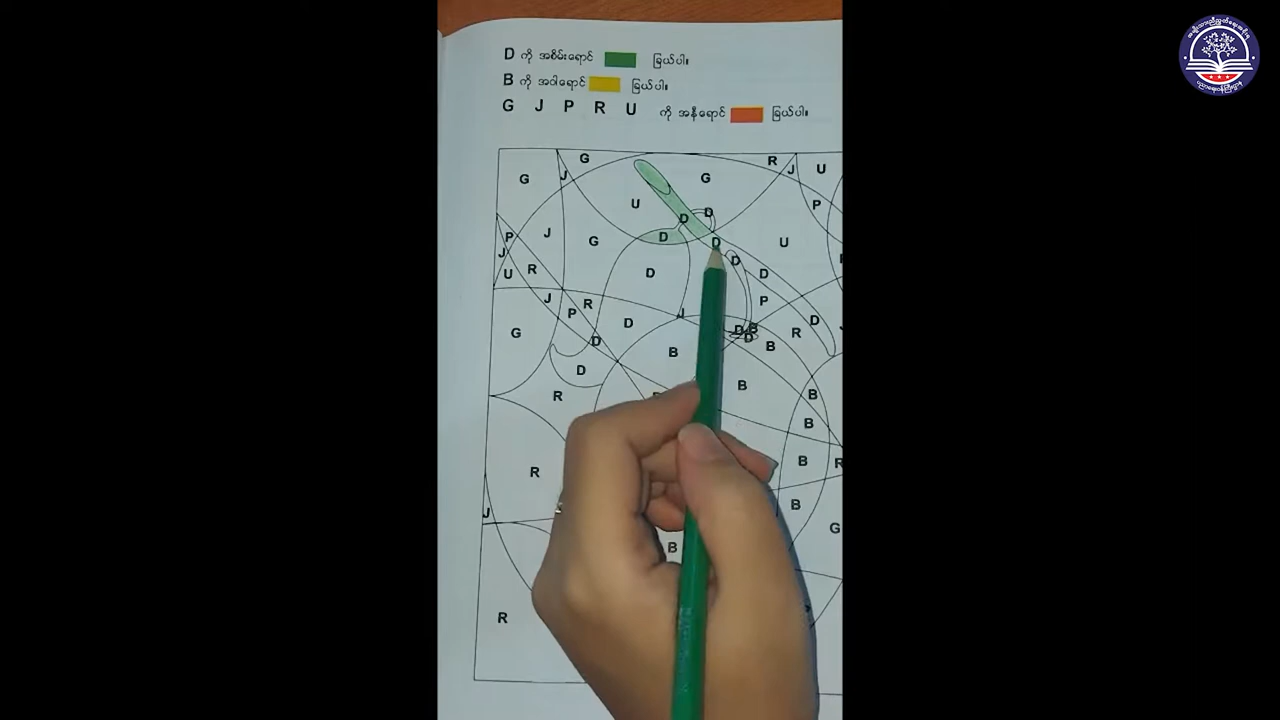 D ကို အစိမ်းရောင် ခြယ်ပါ။
B ကို အဝါရောင် ခြယ်ပါ။
G J P R U ကို အနီရောင် ခြယ်ပါ။
G R
G J J U
G
U P
D D
P J G D D U
J
U R D D D
J R P
P D J D B R D J
G D D B
B
D
R B B
B
B R
R B
J G
B
R